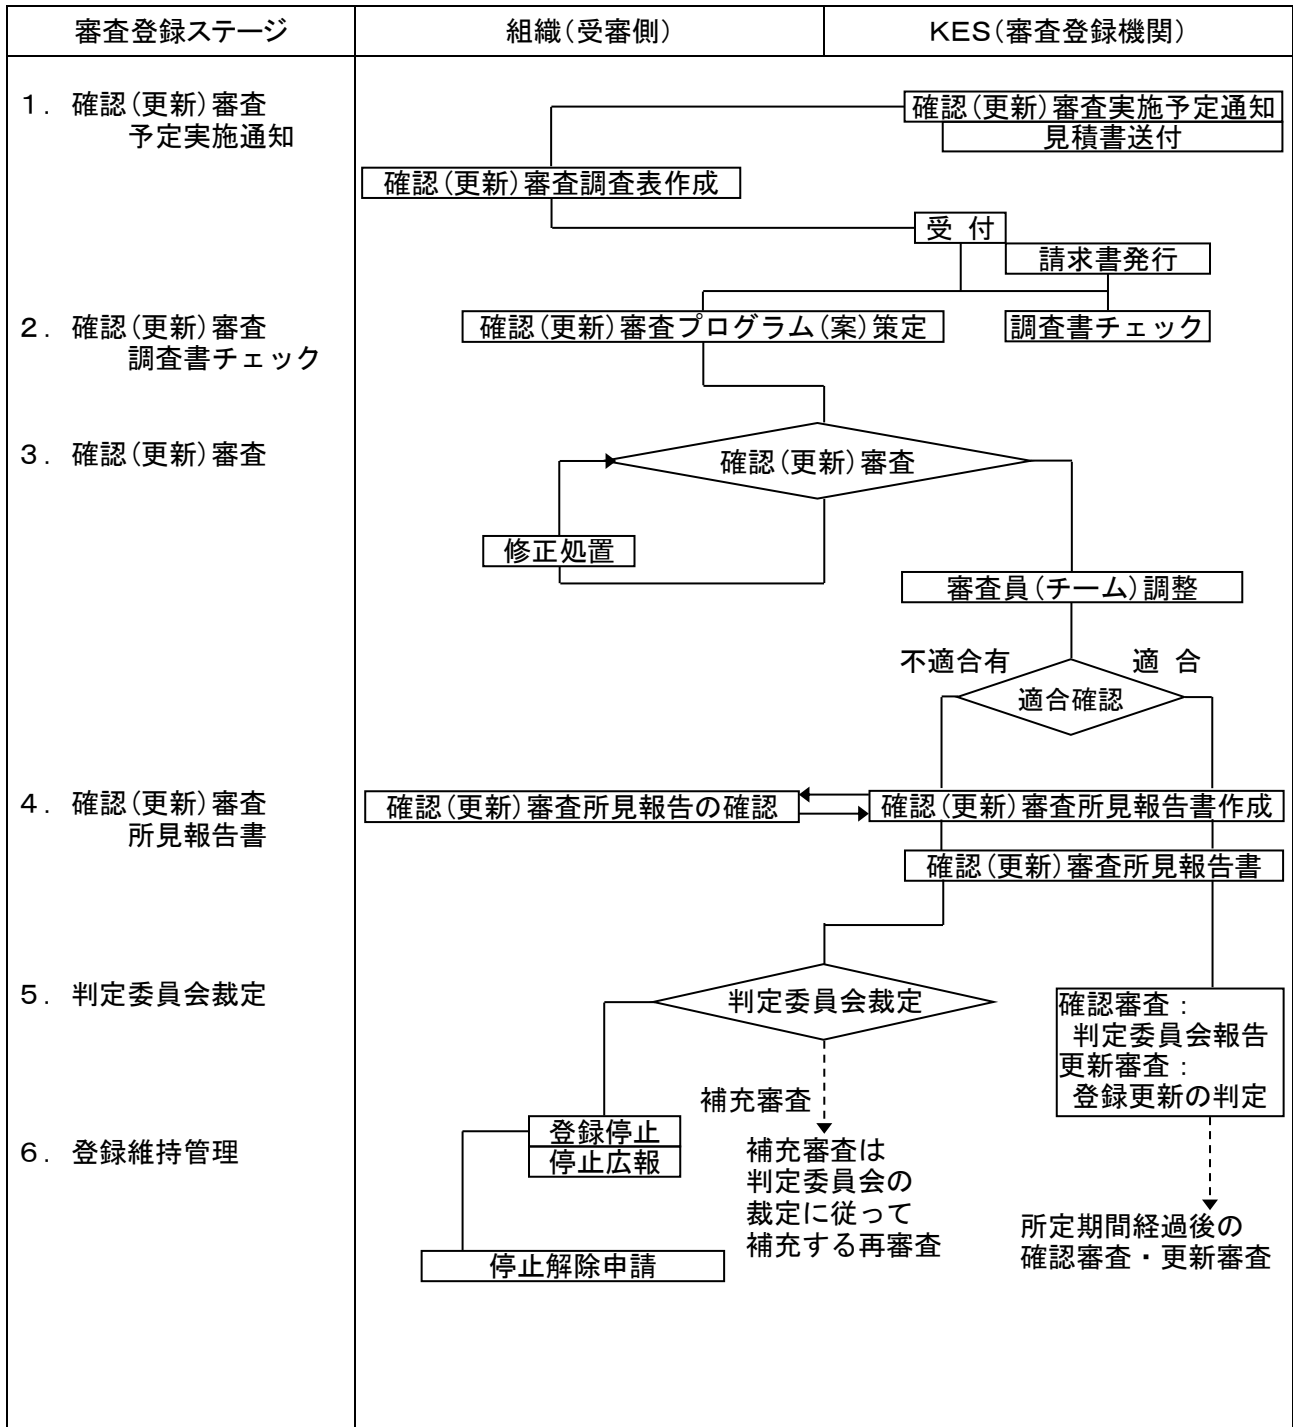 審査登録ステージ
組織(受審側)
KES(審査登録機関)
1. 確認(更新)審査
予定実施通知
確認(更新)審査実施予定通知
見積書送付
確認(更新)審査調査表作成
受 付
請求書発行
2. 確認(更新)審査
調査書チェック
確認(更新)審査プログラム(案)策定
調査書チェック
3. 確認(更新)審査
確認(更新)審査
修正処置
審査員(チーム)調整
不適合有
適 合
適合確認
4. 確認(更新)審査
所見報告書
確認(更新)審査所見報告の確認
確認(更新)審査所見報告書作成
確認(更新)審査所見報告書
5. 判定委員会裁定
判定委員会裁定
確認審査:
判定委員会報告
更新審査:
登録更新の判定
補充審査
6. 登録維持管理
登録停止
停止広報
補充審査は
判定委員会の
裁定に従って
補充する再審査
所定期間経過後の
確認審査・更新審査
停止解除申請